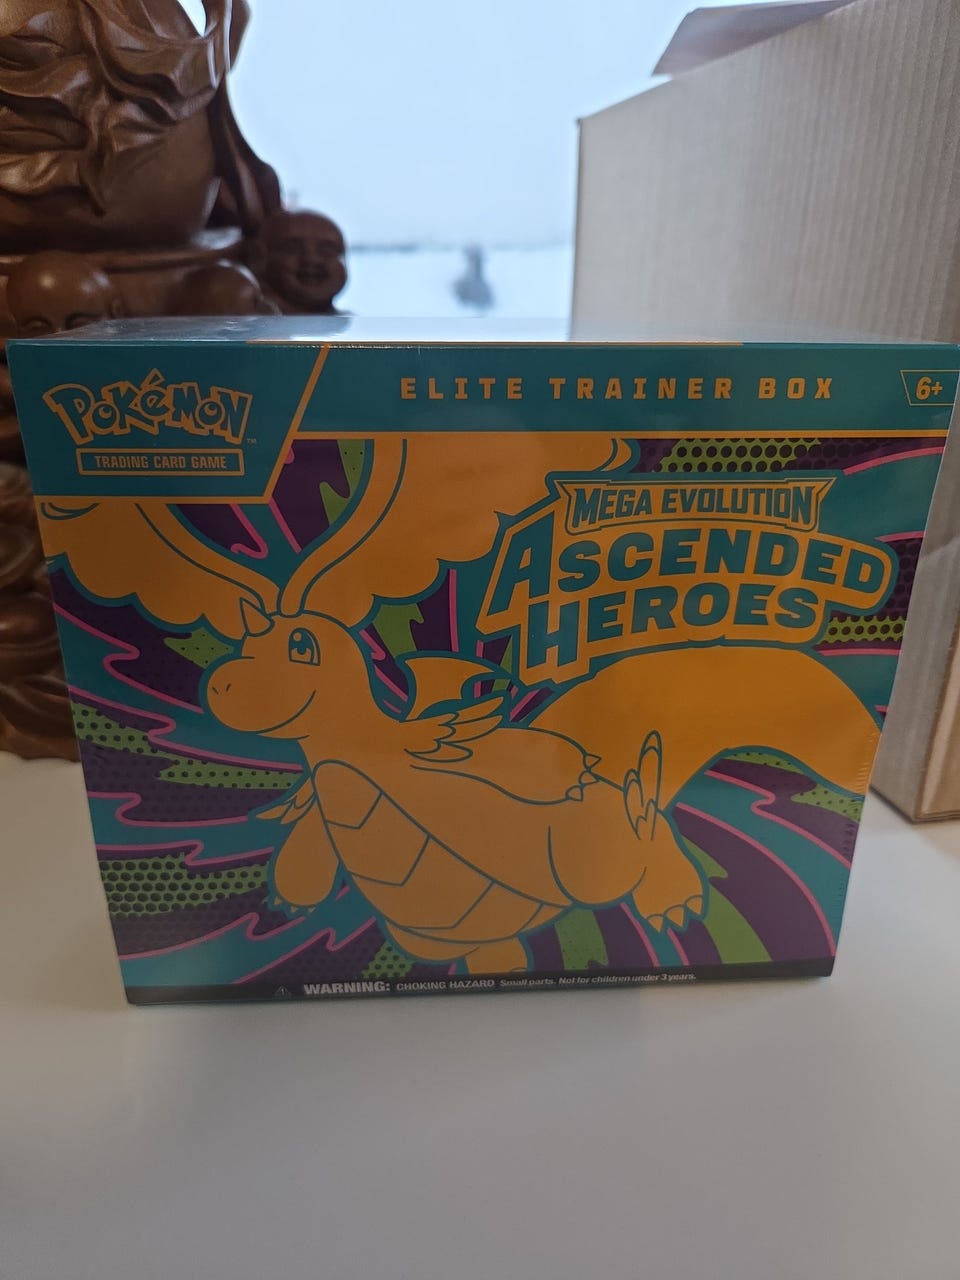 POKéMON™
TRADING CARD GAME
ELITE TRAINER BOX
6+
MEGA EVOLUTION
ASCENDED
HEROES
WARNING: CHOKING HAZARD Small parts. Not for children under 3 years.